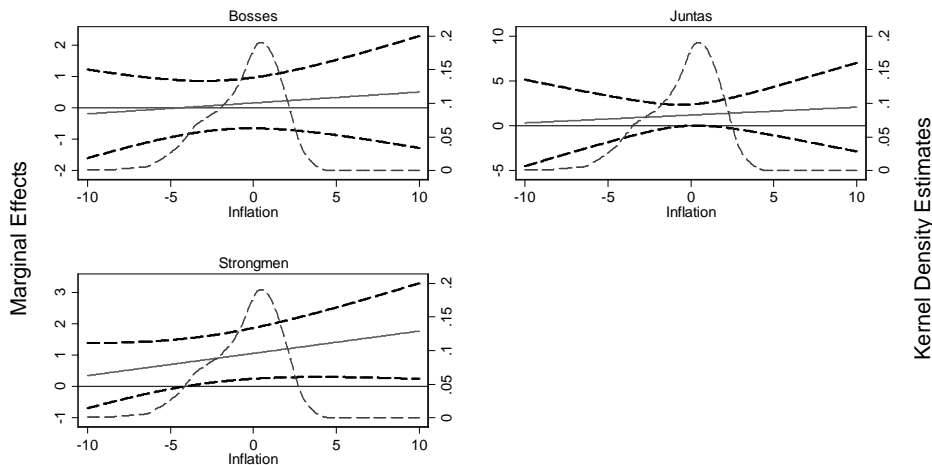 Bosses
Juntas
2
1
0
-1
-2
.2
.15
.1
.05
0
-10 -5 0 5 10
Inflation
10
5
0
-5
.2
.15
.1
.05
0
-10 -5 0 5 10
Inflation
Strongmen
3
2
1
0
-1
.2
.15
.1
.05
0
-10 -5 0 5 10
Inflation
Marginal Effects
Kernel Density Estimates